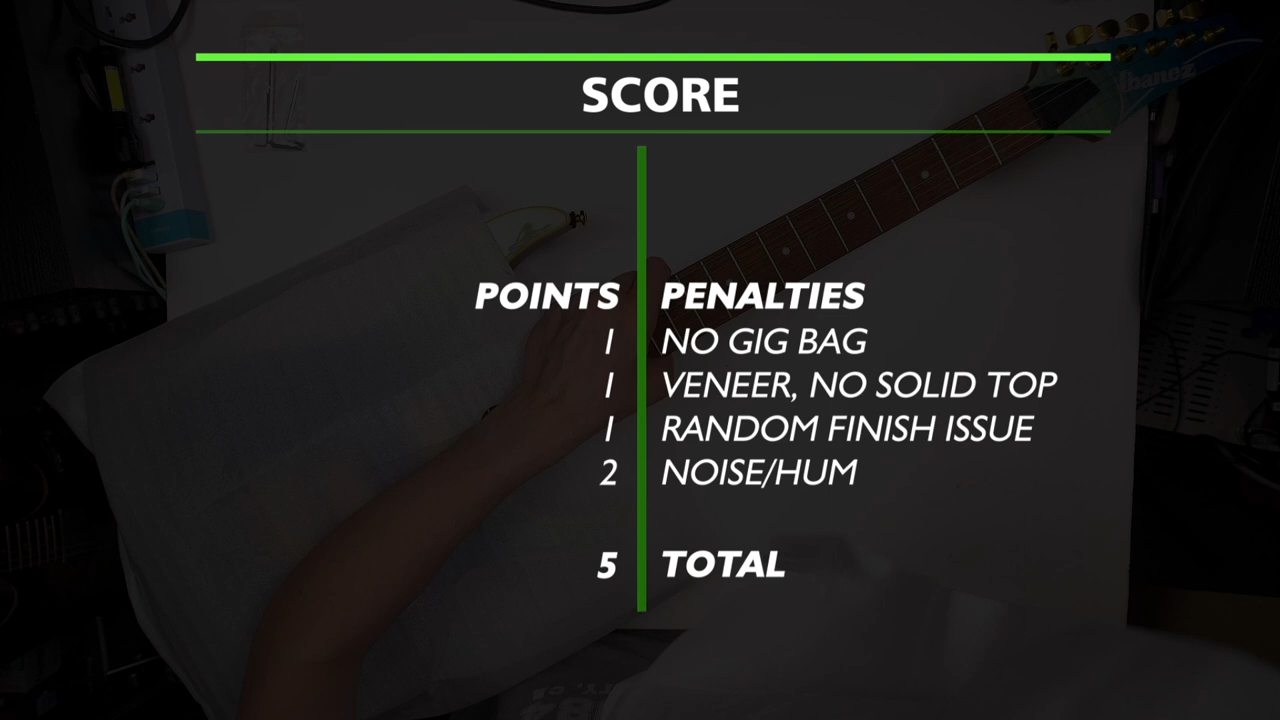 SCORE
POINTS PENALTIES
1 NO GIG BAG
1 VENEER, NO SOLID TOP
1 RANDOM FINISH ISSUE
2 NOISE/HUM
5 TOTAL
Ibanez